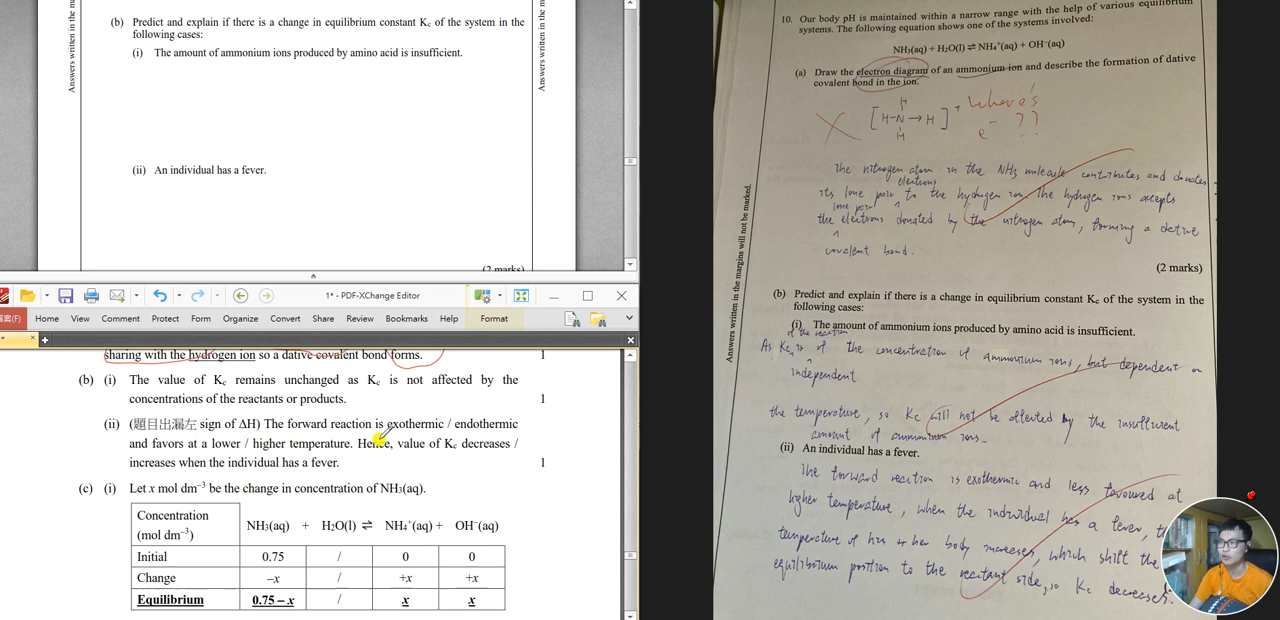 Answers written in the m
(b) Predict and explain if there is a change in equilibrium constant Kc of the system in the
following cases:
(i) The amount of ammonium ions produced by amino acid is insufficient.
(ii) An individual has a fever.
(2 marks)
Answers written in the m
1* - PDF-XChange Editor
Home View Comment Protect Form Organize Convert Share Review Bookmarks Help Format
sharing with the hydrogen ion so a dative covalent bond forms. 1
(b) (i) The value of Kc remains unchanged as Kc is not affected by the
concentrations of the reactants or products. 1
(ii) (題目出漏左 sign of ΔH) The forward reaction is exothermic / endothermic
and favors at a lower / higher temperature. Hence, value of Kc decreases /
increases when the individual has a fever. 1
(c) (i) Let x mol dm⁻³ be the change in concentration of NH₃(aq).
Concentration
(mol dm⁻³)
NH₃(aq) + H₂O(l) ⇌ NH₄⁺(aq) + OH⁻(aq)
Initial 0.75 / 0 0
Change −x / +x +x
Equilibrium 0.75 − x / x x
10. Our body pH is maintained within a narrow range with the help of various equilibrium
systems. The following equation shows one of the systems involved:
NH₃(aq) + H₂O(l) ⇌ NH₄⁺(aq) + OH⁻(aq)
(a) Draw the electron diagram of an ammonium ion and describe the formation of dative
covalent bond in the ion.
H
[H-N→H]⁺
H
Where's
e⁻ ??
The nitrogen atom in the NH3 molecule contributes and donates
electrons
its lone pair to the hydrogen ion. The hydrogen ions accepts
lone pair
the electrons donated by the nitrogen atom, forming a dative
covalent bond.
(2 marks)
Answers written in the margins will not be marked.
(b) Predict and explain if there is a change in equilibrium constant Kc of the system in the
following cases:
(i) The amount of ammonium ions produced by amino acid is insufficient.
of the reaction
As Kc is of the concentration of ammonium ions, but dependent on
independent
the temperature, so Kc will not be affected by the insufficient
amount of ammonium ions.
(ii) An individual has a fever.
The forward reaction is exothermic and less favoured at
higher temperature, when the individual has a fever, t
temperature of his or her body increases, which shift the
equilibrium position to the reactant side, so Kc decreases.